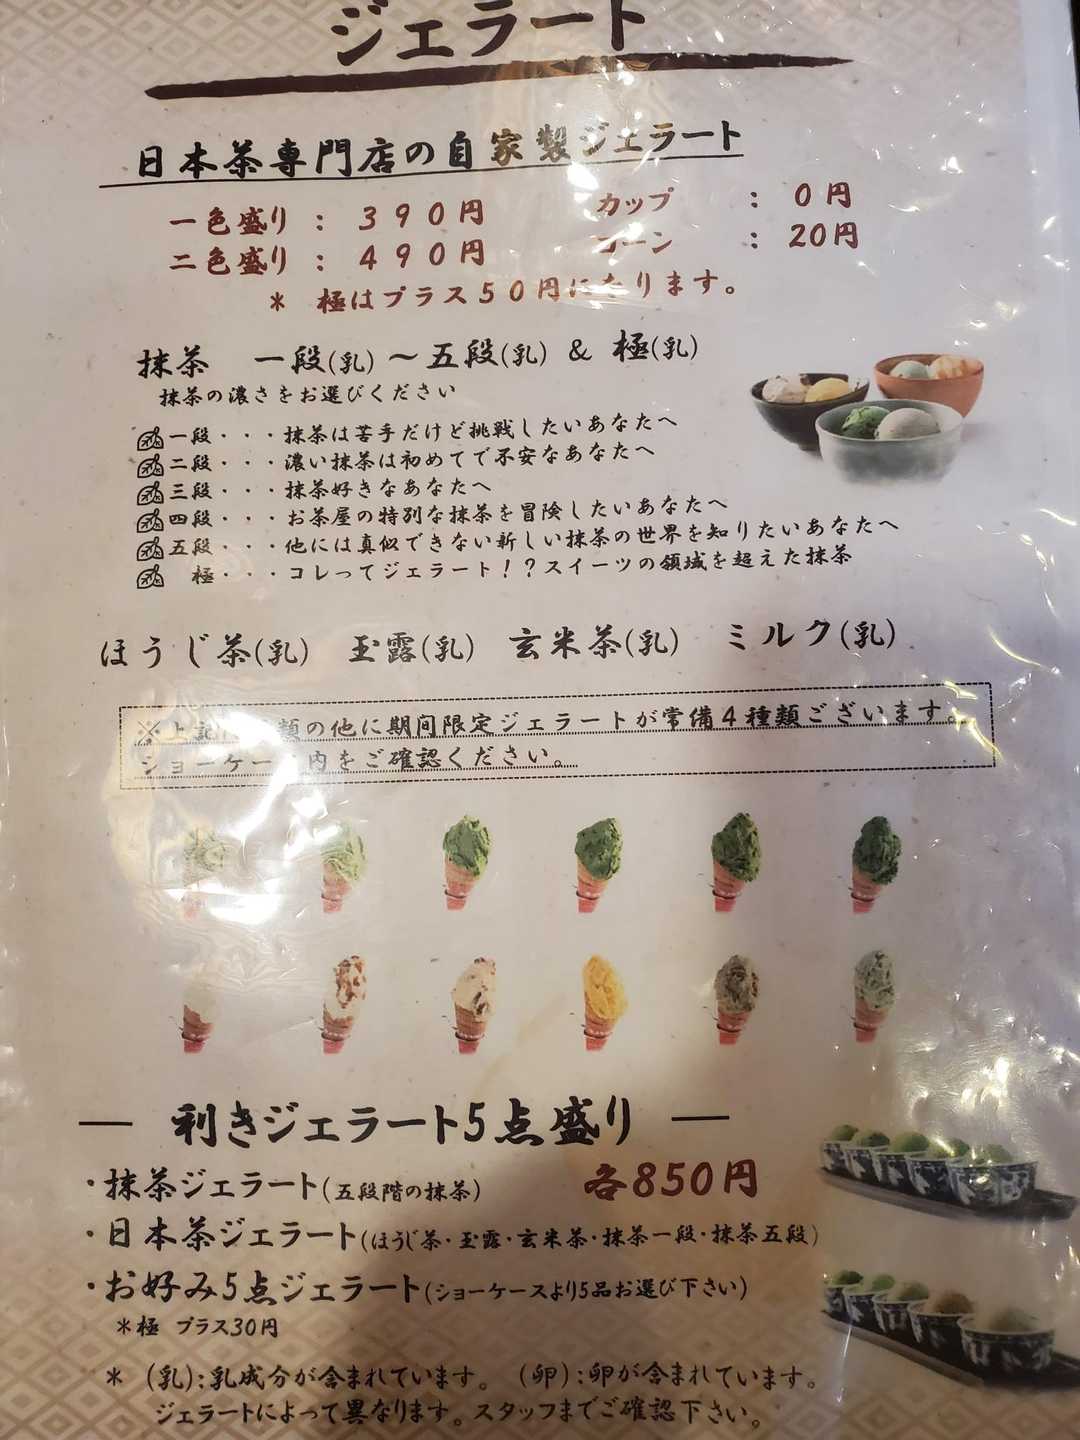 ジェラート
日本茶専門店の自家製ジェラート
一色盛り : 390円
二色盛り : 490円
カップ : 0円
コーン : 20円
* 極はプラス50円になります。
抹茶 一段(乳)～五段(乳) & 極(乳)
抹茶の濃さをお選びください
一段・・・抹茶は苦手だけど挑戦したいあなたへ
二段・・・濃い抹茶は初めてで不安なあなたへ
三段・・・抹茶好きなあなたへ
四段・・・お茶屋の特別な抹茶を冒険したいあなたへ
五段・・・他には真似できない新しい抹茶の世界を知りたいあなたへ
極・・・コレってジェラート!?スイーツの領域を超えた抹茶
ほうじ茶(乳) 玉露(乳) 玄米茶(乳) ミルク(乳)
※上記 類の他に期間限定ジェラートが常備4種類ございます。
ショーケース内をご確認ください。
― 利きジェラート5点盛り ―
・抹茶ジェラート(五段階の抹茶) 各850円
・日本茶ジェラート(ほうじ茶・玉露・玄米茶・抹茶一段・抹茶五段)
・お好み5点ジェラート(ショーケースより5品お選び下さい)
*極 プラス30円
* (乳):乳成分が含まれています。 (卵):卵が含まれています。
ジェラートによって異なります。スタッフまでご確認下さい。